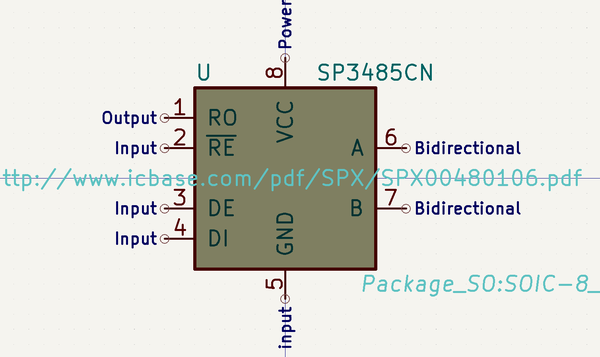 Power
8
U
SP3485CN
VCC
Output
1
RO
Input
2
RE
A
6
Bidirectional
ttp://www.icbase.com/pdf/SPX/SPX00480106.pdf
Input
3
DE
B
7
Bidirectional
Input
4
DI
GND
5
input
Package_SO:SOIC-8_